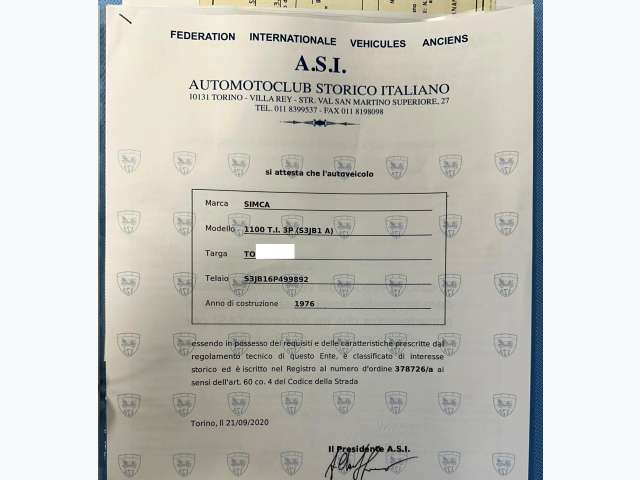 FEDERATION INTERNATIONALE VEHICULES ANCIENS
A.S.I.
AUTOMOTOCLUB STORICO ITALIANO
10131 TORINO - VILLA REY - STR. VAL SAN MARTINO SUPERIORE, 27
TEL. 011 8399537 - FAX 011 8198098
si attesta che l'autoveicolo
Marca SIMCA
Modello 1100 T.I. 3P (S3JB1 A)
Targa TO
Telaio S3JB16P499892
Anno di costruzione 1976
essendo in possesso dei requisiti e delle caratteristiche prescritte dal
regolamento tecnico di questo Ente, è classificato di interesse
storico ed è iscritto nel Registro al numero d'ordine 378726/a ai
sensi dell'art. 60 co. 4 del Codice della Strada
Torino, lì 21/09/2020
Il Presidente A.S.I.